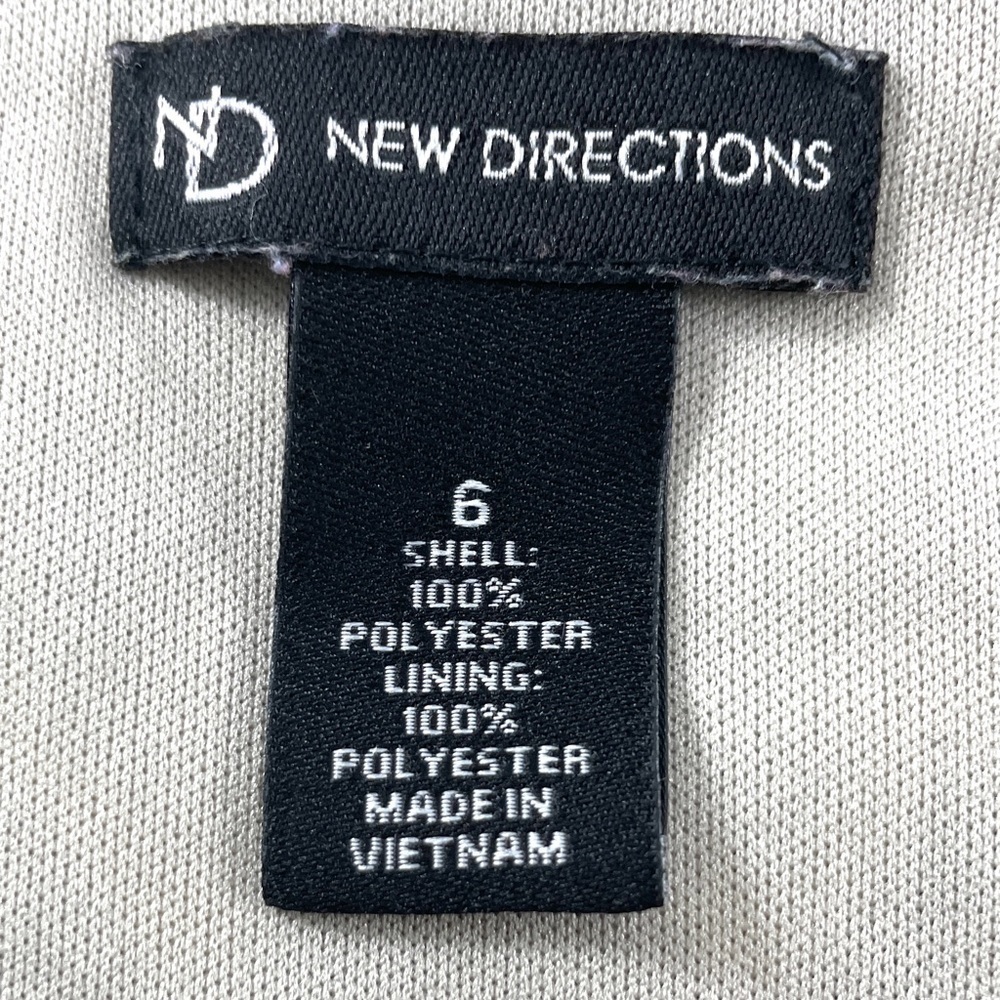 ND NEW DIRECTIONS
6
SHELL:
100%
POLYESTER
LINING:
100%
POLYESTER
MADE IN
VIETNAM